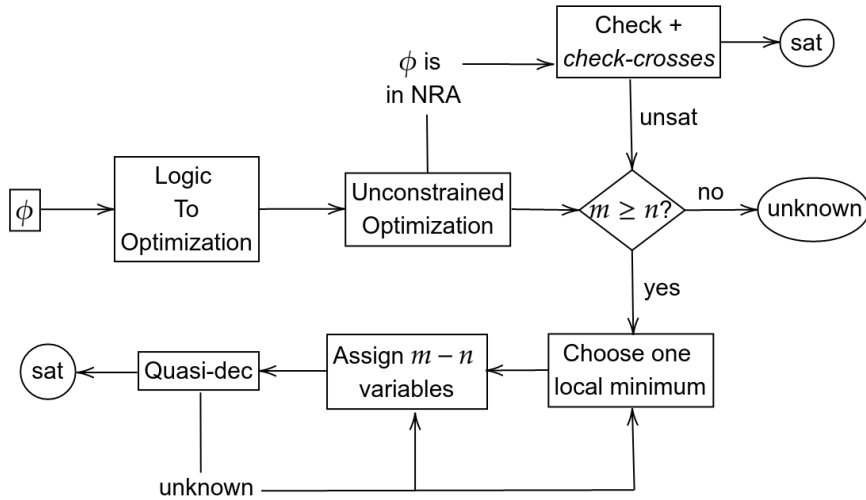 Check +
check-crosses
sat
ϕ is
in NRA
unsat
ϕ
Logic
To
Optimization
Unconstrained
Optimization
m ≥ n?
no
unknown
yes
sat
Quasi-dec
Assign m − n
variables
Choose one
local minimum
unknown